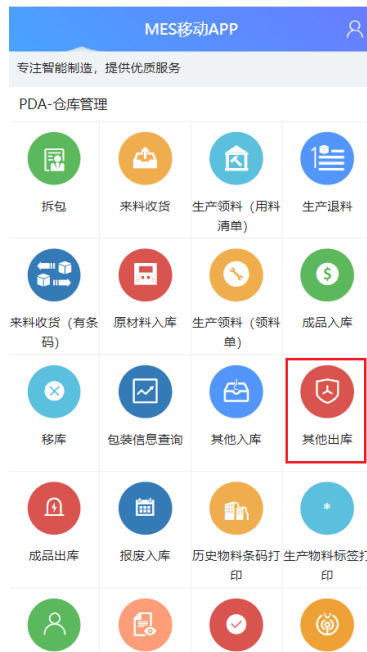 MES移动APP
专注智能制造，提供优质服务
PDA-仓库管理
拆包
来料收货
生产领料（用料
清单）
生产退料
来料收货（有条
码）
原材料入库
生产领料（领料
单）
成品入库
移库
包装信息查询
其他入库
其他出库
成品出库
报废入库
历史物料条码打
印
生产物料标签打
印